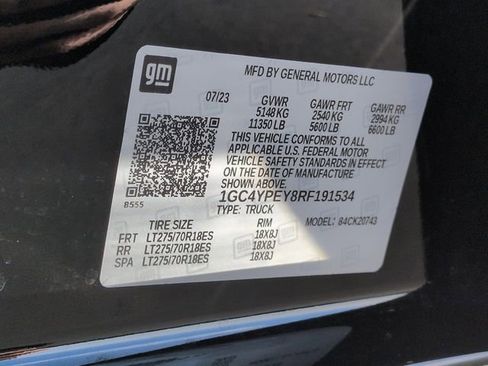 gm
MFD BY GENERAL MOTORS LLC
07/23 GVWR GAWR FRT GAWR RR
5148 KG 2540 KG 2994 KG
11350 LB 5600 LB 6600 LB
THIS VEHICLE CONFORMS TO ALL
APPLICABLE U.S. FEDERAL MOTOR
VEHICLE SAFETY STANDARDS IN EFFECT
ON THE DATE OF MANUFACTURE
SHOWN ABOVE.
1GC4YPEY8RF191534
8555 TYPE: TRUCK MODEL: 84CK20743
TIRE SIZE RIM
FRT LT275/70R18ES 18X8J
RR LT275/70R18ES 18X8J
SPA LT275/70R18ES 18X8J